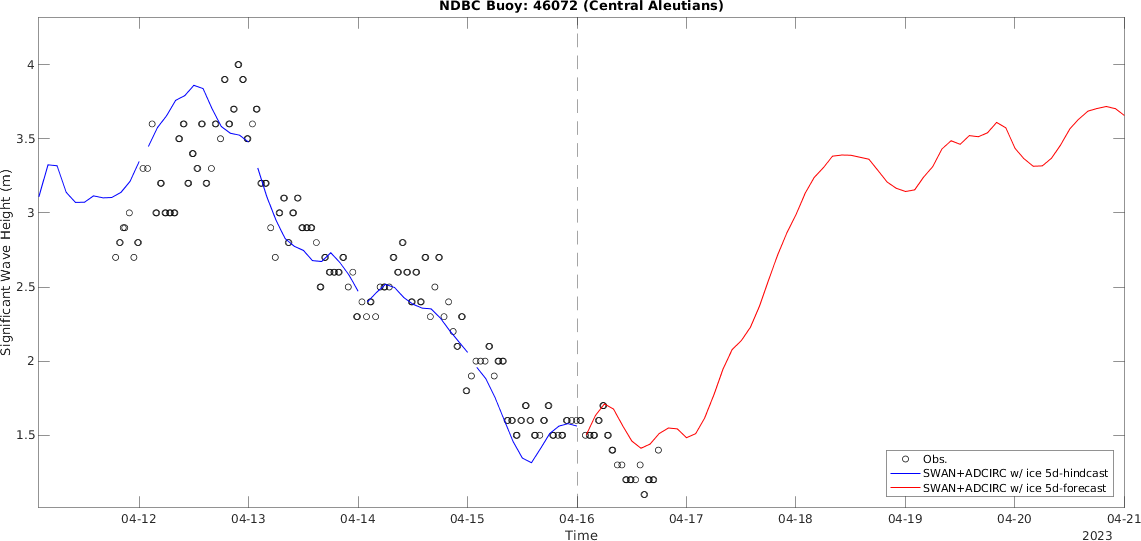 NDBC Buoy: 46072 (Central Aleutians)
Significant Wave Height (m)
4
3.5
3
2.5
2
1.5
Obs.
SWAN+ADCIRC w/ ice 5d-hindcast
SWAN+ADCIRC w/ ice 5d-forecast
04-12 04-13 04-14 04-15 04-16 04-17 04-18 04-19 04-20 04-21
Time
2023